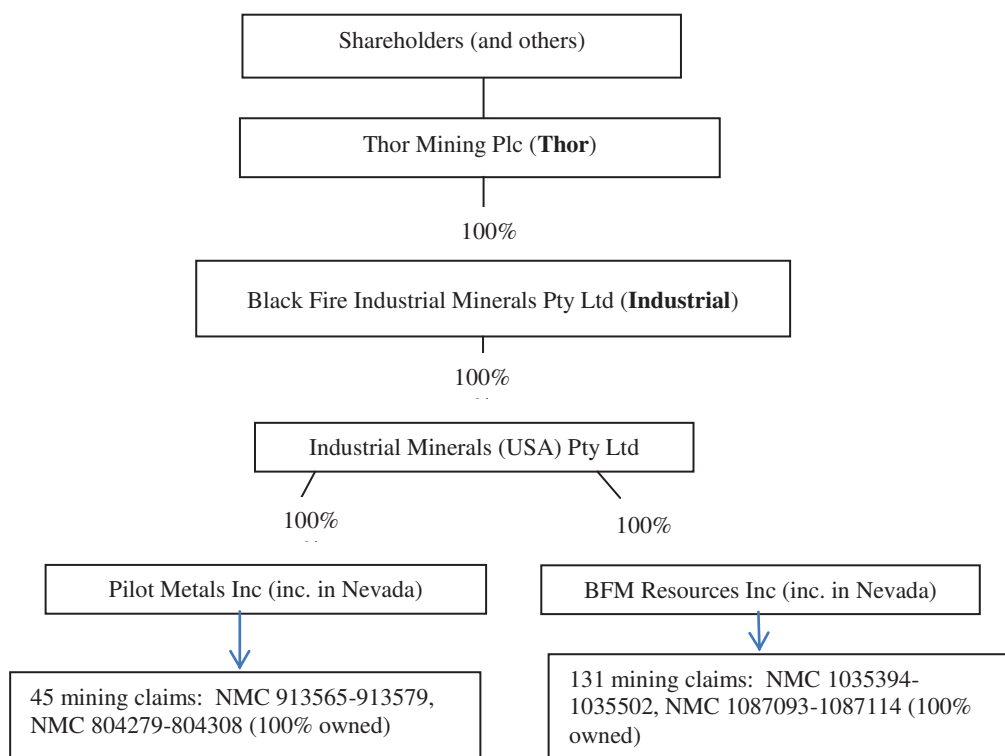 Shareholders (and others)
Thor Mining Plc (Thor)
100%
Black Fire Industrial Minerals Pty Ltd (Industrial)
100%
Industrial Minerals (USA) Pty Ltd
100%
100%
Pilot Metals Inc (inc. in Nevada)
BFM Resources Inc (inc. in Nevada)
45 mining claims:  NMC 913565-913579,
NMC 804279-804308 (100% owned)
131 mining claims:  NMC 1035394-
1035502, NMC 1087093-1087114 (100%
owned)